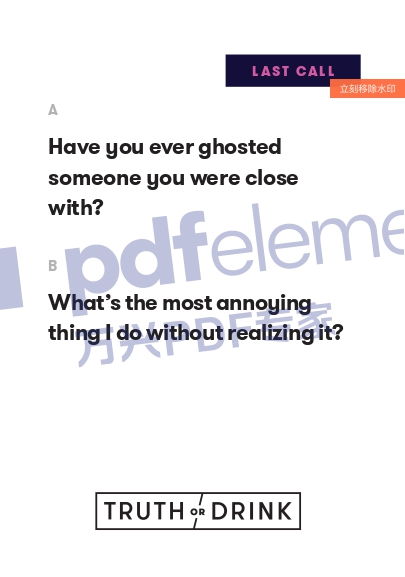 LAST CALL
立刻移除水印
A
Have you ever ghosted
someone you were close
with?
pdfeleme
B
What's the most annoying
thing I do without realizing it?
万兴PDF专家
TRUTH OR DRINK